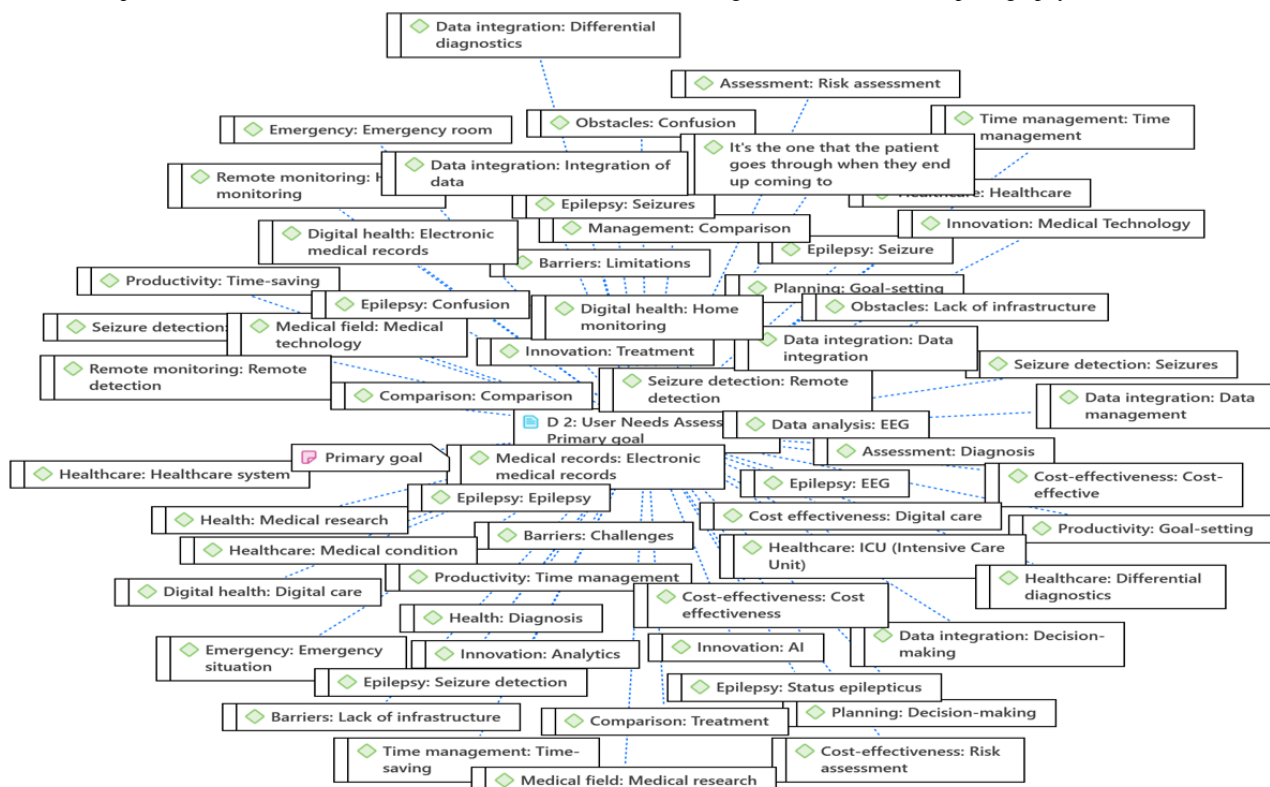 Data integration: Differential
diagnostics
Assessment: Risk assessment
Emergency: Emergency room
Obstacles: Confusion
Time management: Time
management
It's the one that the patient
goes through when they end
up coming to
Data integration: Integration of
data
Remote monitoring:
monitoring
Healthcare: Healthcare
Epilepsy: Seizures
Innovation: Medical Technology
Management: Comparison
Digital health: Electronic
medical records
Epilepsy: Seizure
Barriers: Limitations
Productivity: Time-saving
Planning: Goal-setting
Epilepsy: Confusion
Digital health: Home
monitoring
Obstacles: Lack of infrastructure
Seizure detection:
Medical field: Medical
technology
Data integration: Data
integration
Innovation: Treatment
Remote monitoring: Remote
detection
Seizure detection: Seizures
Seizure detection: Remote
detection
Comparison: Comparison
Data integration: Data
management
D 2: User Needs Assess
Primary goal
Data analysis: EEG
Primary goal
Medical records: Electronic
medical records
Assessment: Diagnosis
Healthcare: Healthcare system
Epilepsy: EEG
Cost-effectiveness: Cost-
effective
Epilepsy: Epilepsy
Health: Medical research
Cost effectiveness: Digital care
Productivity: Goal-setting
Barriers: Challenges
Healthcare: Medical condition
Healthcare: ICU (Intensive Care
Unit)
Productivity: Time management
Healthcare: Differential
diagnostics
Digital health: Digital care
Cost-effectiveness: Cost
effectiveness
Health: Diagnosis
Data integration: Decision-
making
Emergency: Emergency
situation
Innovation: Analytics
Innovation: AI
Epilepsy: Seizure detection
Epilepsy: Status epilepticus
Barriers: Lack of infrastructure
Comparison: Treatment
Planning: Decision-making
Time management: Time-
saving
Cost-effectiveness: Risk
assessment
Medical field: Medical research